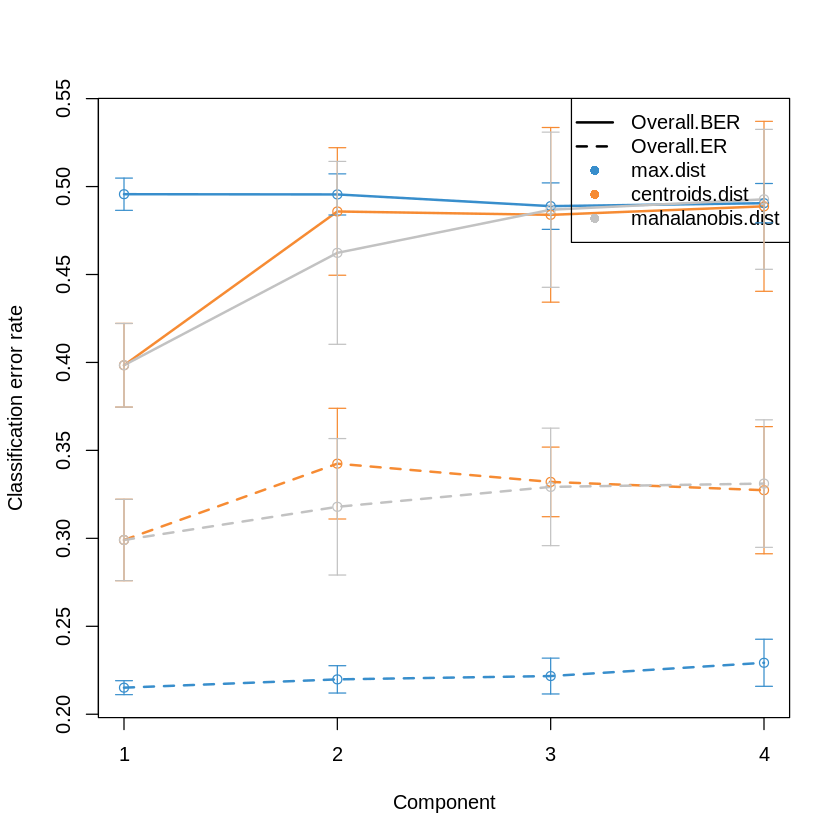 Classification error rate
0.55
0.50
0.45
0.40
0.35
0.30
0.25
0.20
Overall.BER
Overall.ER
max.dist
centroids.dist
mahalanobis.dist
1 2 3 4
Component